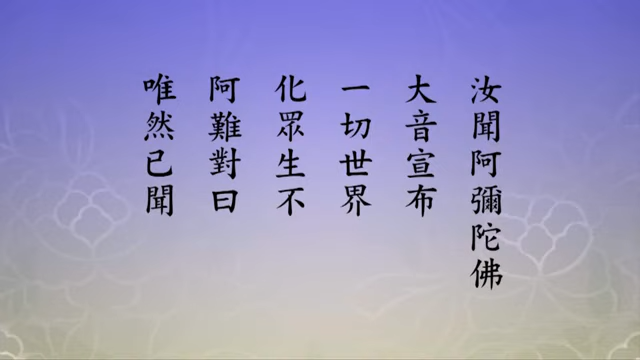 汝聞阿彌陀佛
大音宣布
一切世界
化眾生不
阿難對曰
唯然已聞